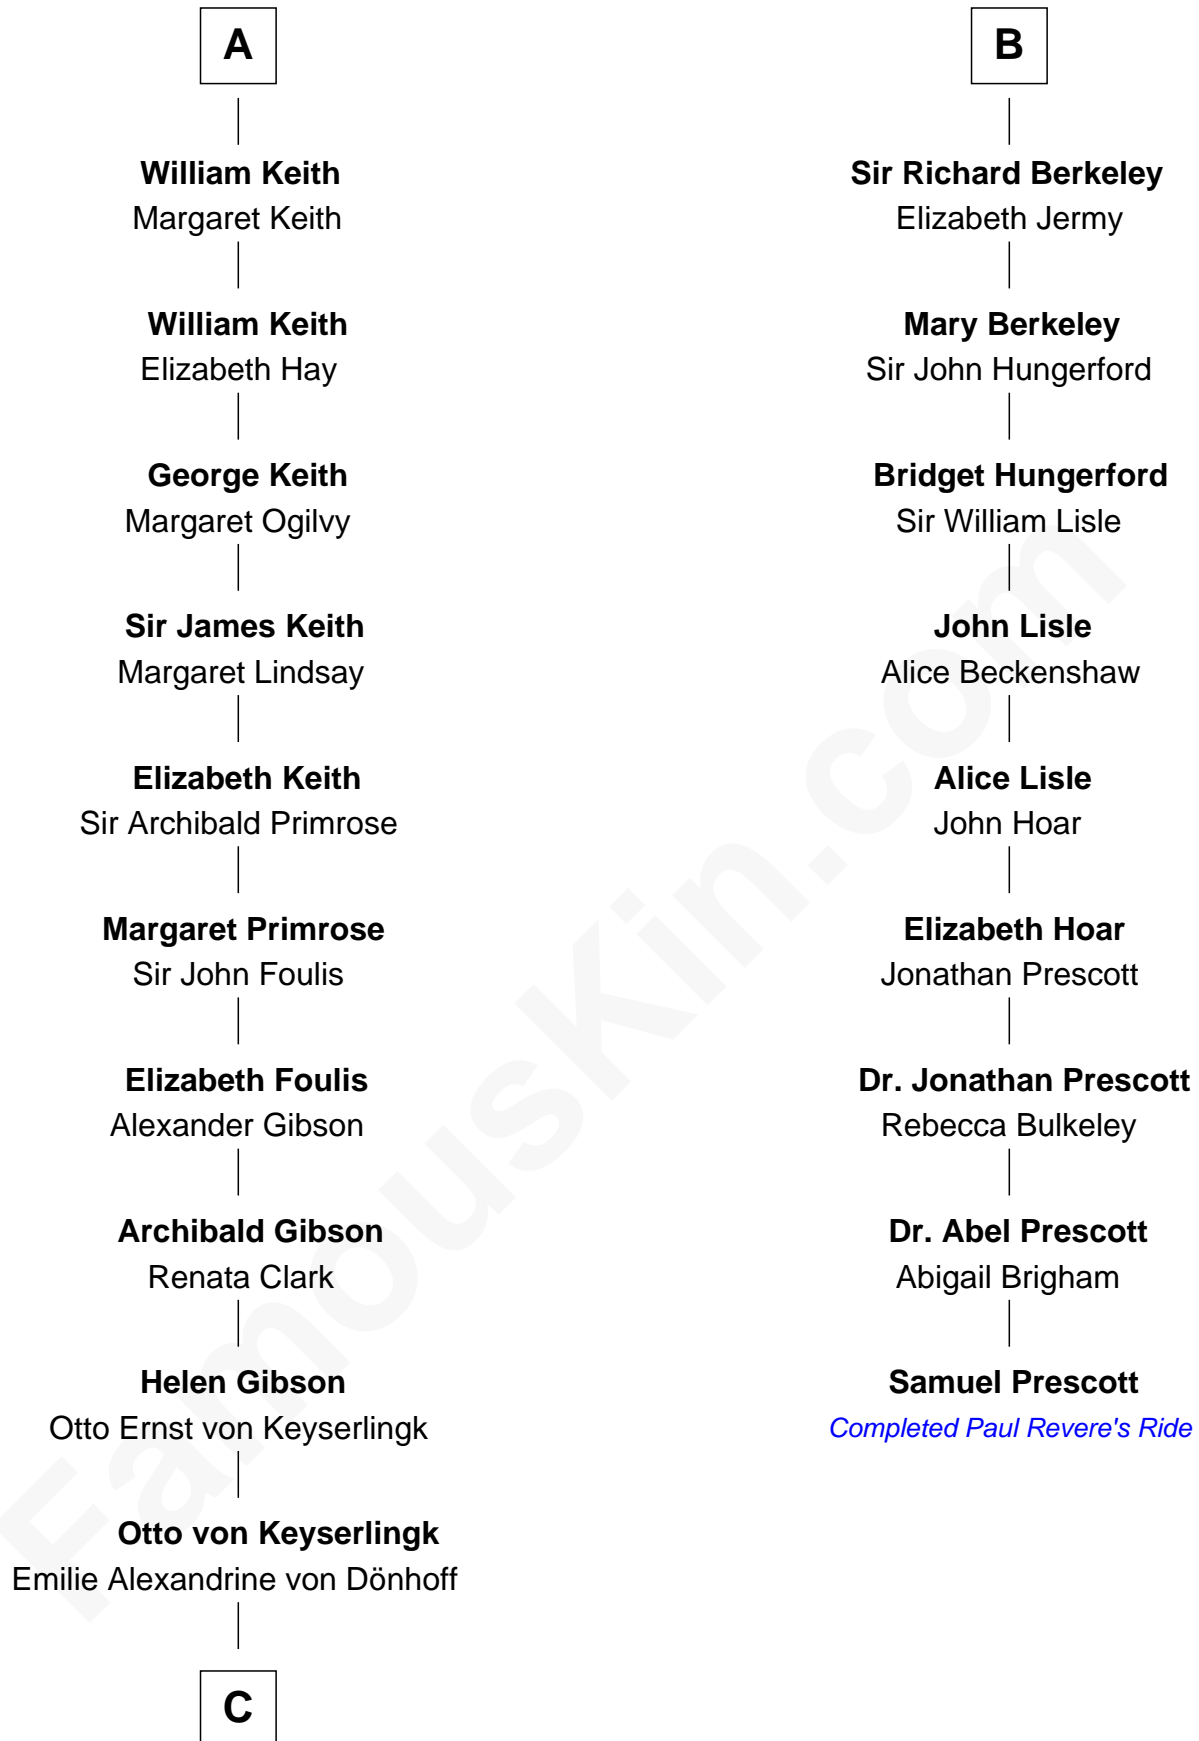 A
William Keith
Margaret Keith
William Keith
Elizabeth Hay
George Keith
Margaret Ogilvy
Sir James Keith
Margaret Lindsay
Elizabeth Keith
Sir Archibald Primrose
Margaret Primrose
Sir John Foulis
Elizabeth Foulis
Alexander Gibson
Archibald Gibson
Renata Clark
Helen Gibson
Otto Ernst von Keyserlingk
Otto von Keyserlingk
Emilie Alexandrine von Dönhoff
C
B
Sir Richard Berkeley
Elizabeth Jermy
Mary Berkeley
Sir John Hungerford
Bridget Hungerford
Sir William Lisle
John Lisle
Alice Beckenshaw
Alice Lisle
John Hoar
Elizabeth Hoar
Jonathan Prescott
Dr. Jonathan Prescott
Rebecca Bulkeley
Dr. Abel Prescott
Abigail Brigham
Samuel Prescott
Completed Paul Revere's Ride
FamousKin.com